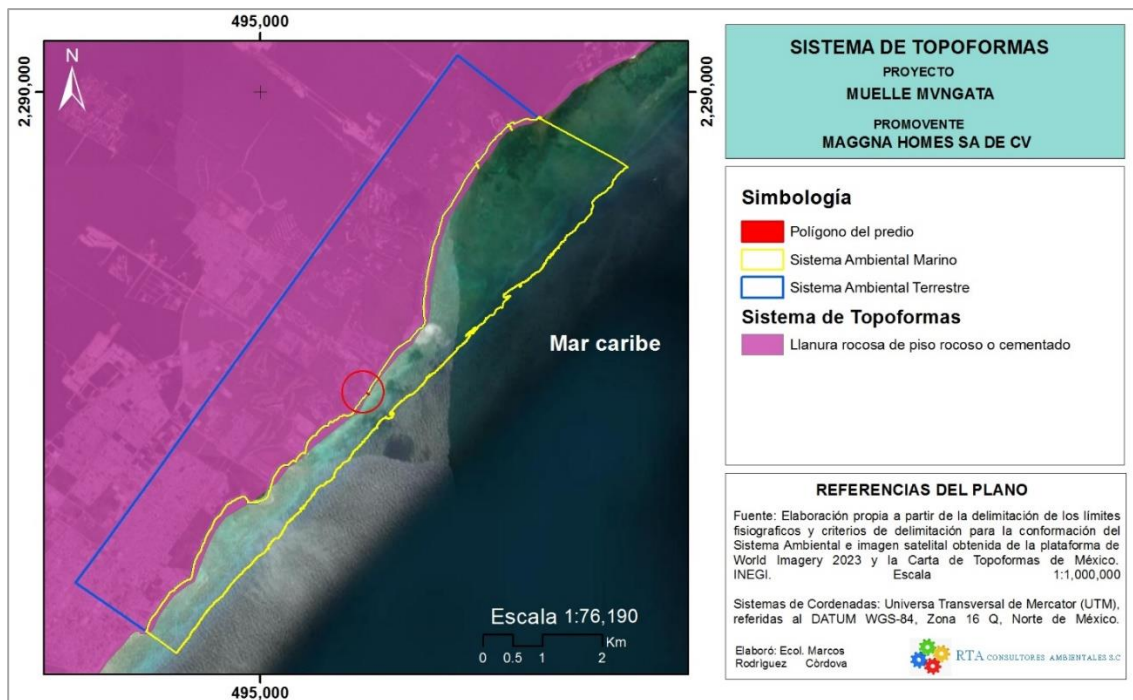 495,000
2,290,000
2,290,000
N
Mar caribe
Escala 1:76,190
Km
0 0.5 1 2
495,000
SISTEMA DE TOPOFORMAS
PROYECTO
MUELLE MVNGATA
PROMOVENTE
MAGGNA HOMES SA DE CV
Simbología
Polígono del predio
Sistema Ambiental Marino
Sistema Ambiental Terrestre
Sistema de Topoformas
Llanura rocosa de piso rocoso o cementado
REFERENCIAS DEL PLANO
Fuente: Elaboración propia a partir de la delimitación de los límites
fisiograficos y criterios de delimitación para la conformación del
Sistema Ambiental e imagen satelital obtenida de la plataforma de
World Imagery 2023 y la Carta de Topoformas de México.
INEGI. Escala 1:1,000,000
Sistemas de Cordenadas: Universa Transversal de Mercator (UTM),
referidas al DATUM WGS-84, Zona 16 Q, Norte de México.
Elaboró: Ecol. Marcos
Rodrìguez Còrdova
RTA CONSULTORES AMBIENTALES S.C